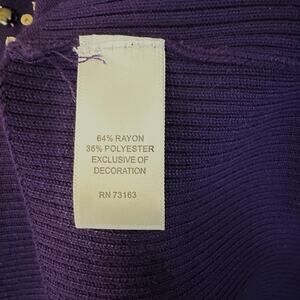 64% RAYON
36% POLYESTER
EXCLUSIVE OF
DECORATION
RN 73163